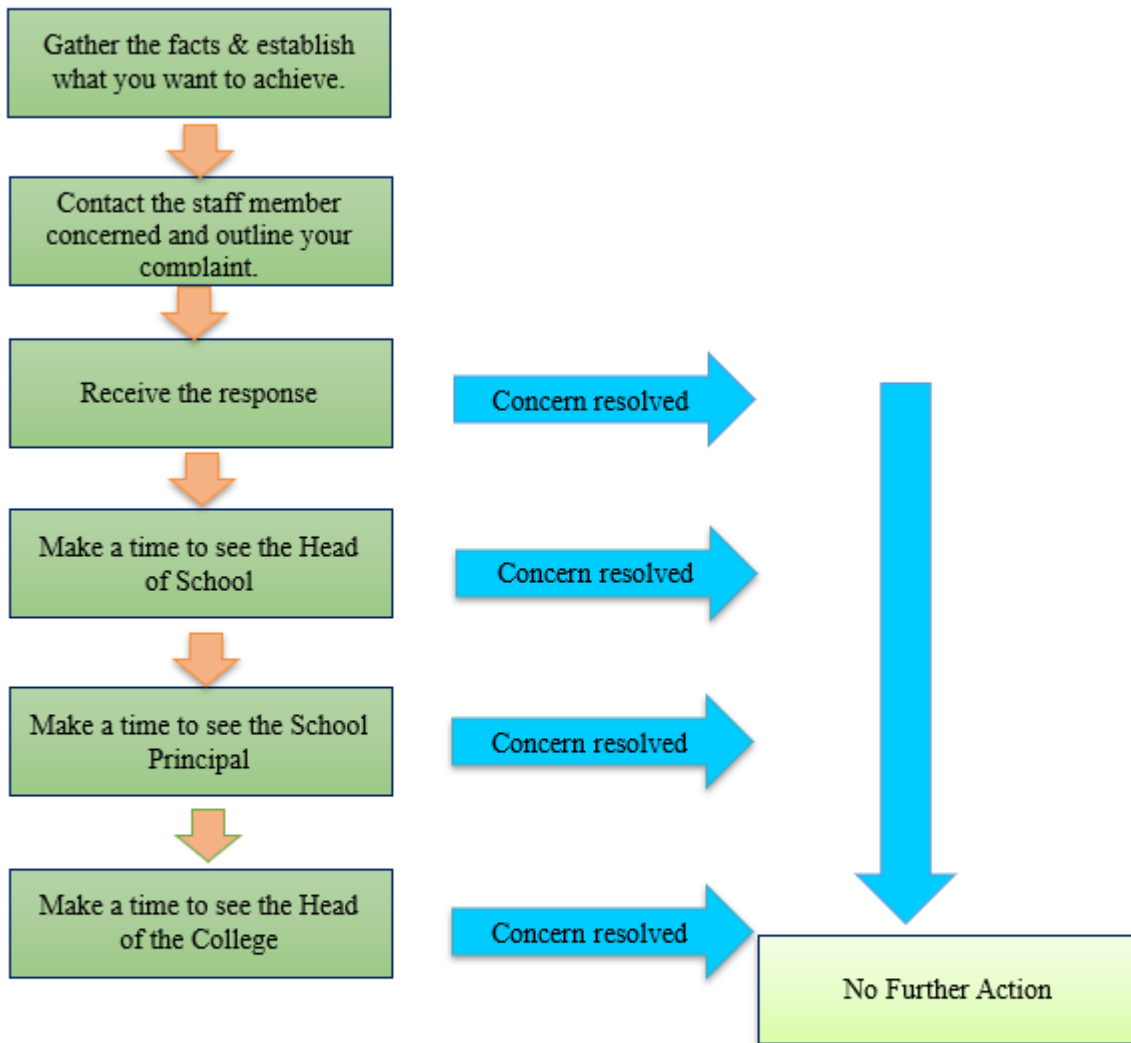 Gather the facts & establish
what you want to achieve.
Contact the staff member
concerned and outline your
complaint.
Receive the response
Concern resolved
Make a time to see the Head
of School
Concern resolved
Make a time to see the School
Principal
Concern resolved
Make a time to see the Head
of the College
Concern resolved
No Further Action